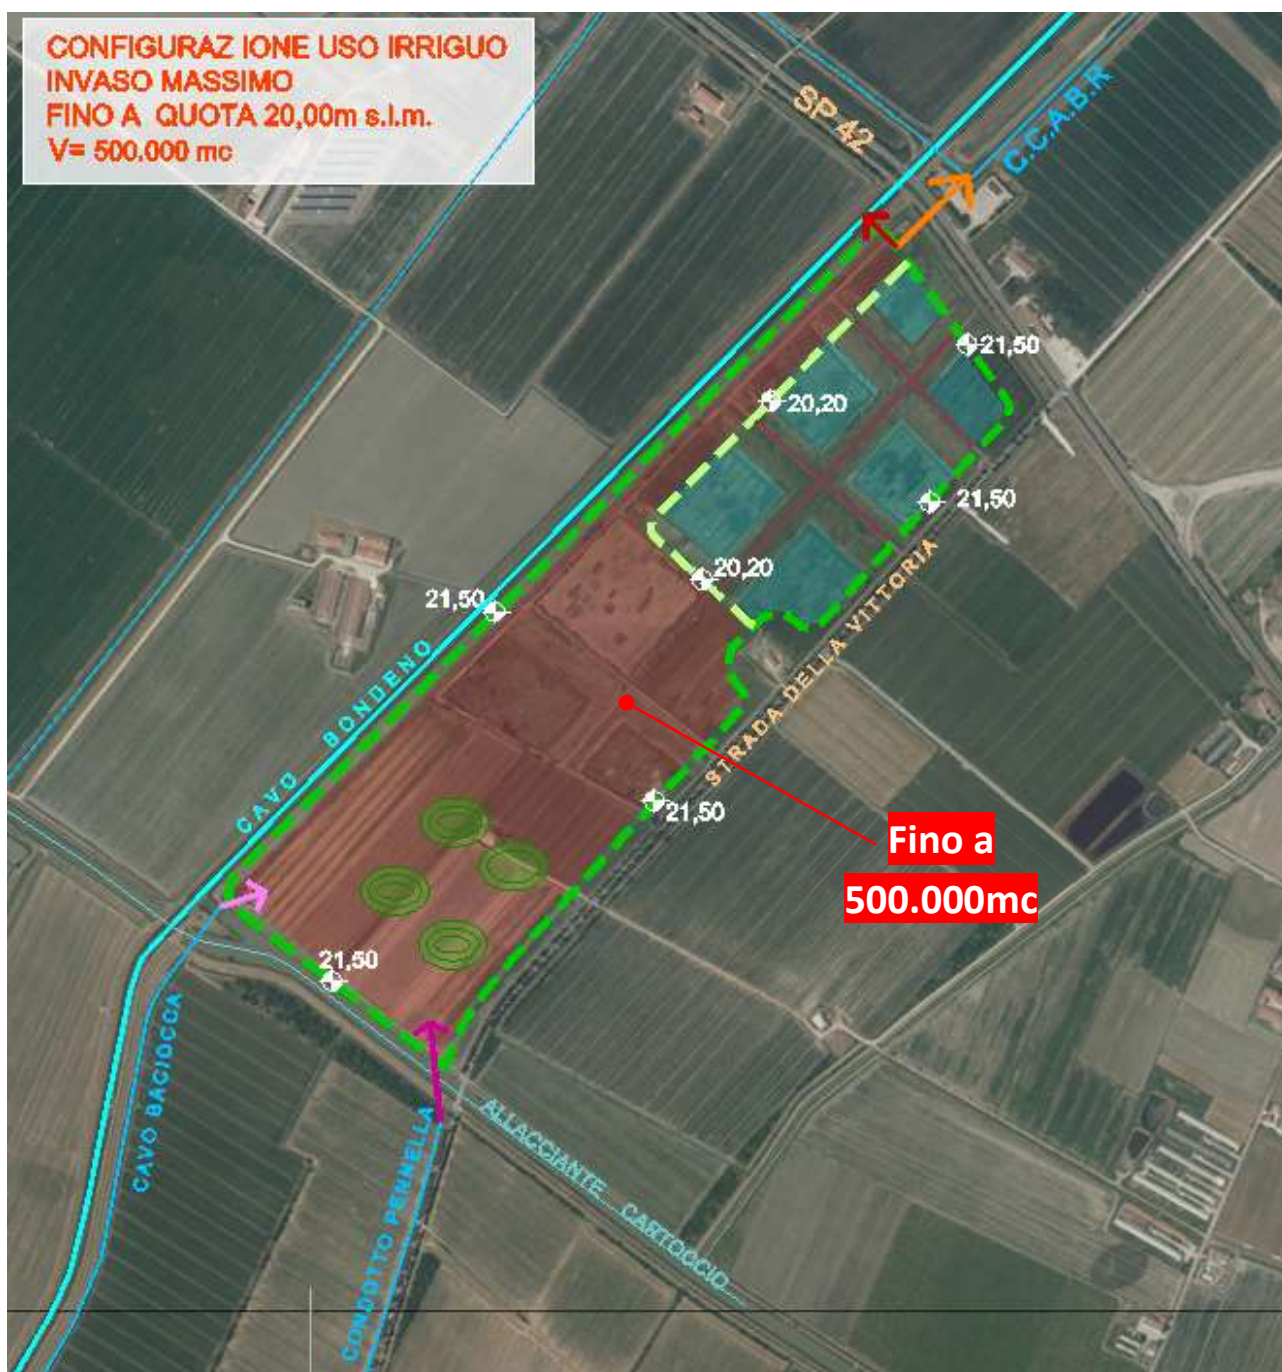 CONFIGURAZ IONE USO IRRIGUO
INVASO MASSIMO
FINO A QUOTA 20,00m s.l.m.
V= 500.000 mc
SP 42
C.C.A.B.R
21,50
20,20
21,50
20,20
21,50
CAVO BONDENO
STRADA DELLA VITTORIA
21,50
Fino a
500.000mc
21,50
CAVO BACIOCCA
CONDOTTO PENNELLA
ALLACCIANTE CARTOCCIO